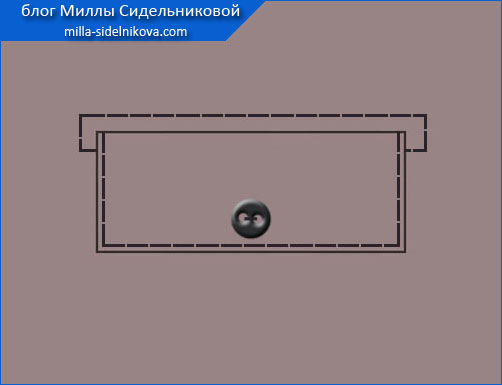 блог Миллы Сидельниковой
milla-sidelnikova.com